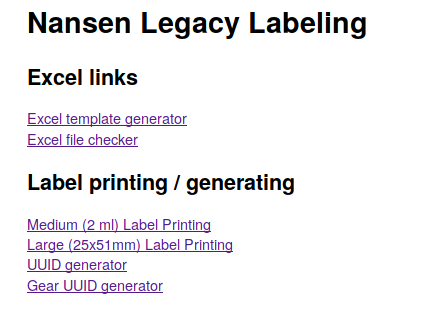 Nansen Legacy Labeling
Excel links
Excel template generator
Excel file checker
Label printing / generating
Medium (2 ml) Label Printing
Large (25x51mm) Label Printing
UUID generator
Gear UUID generator